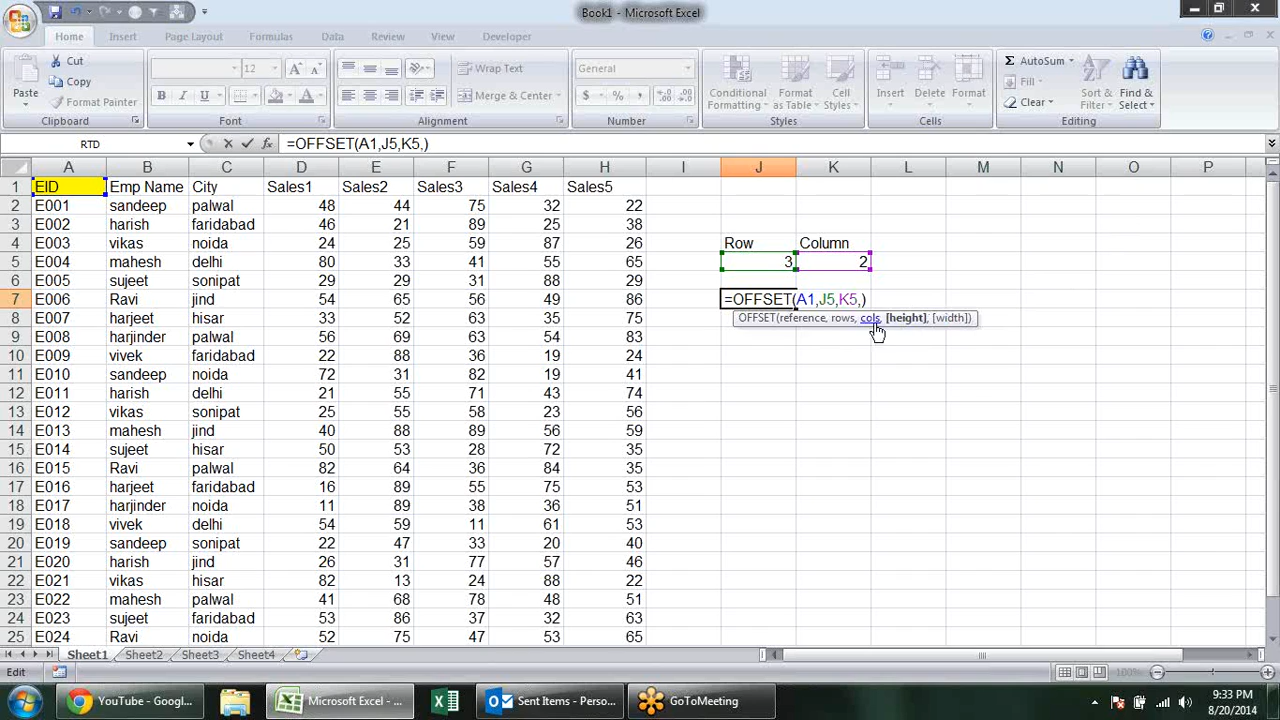 Book1 - Microsoft Excel
Home Insert Page Layout Formulas Data Review View Developer
Paste Cut Copy Format Painter Clipboard
12 B I U Font
Wrap Text Merge & Center Alignment
General $ % , Number
Conditional Formatting Format as Table Cell Styles Styles
Insert Delete Format Cells
AutoSum Fill Clear Sort & Filter Find & Select Editing
RTD =OFFSET(A1,J5,K5,)
A B C D E F G H I J K L M N O P
1 EID Emp Name City Sales1 Sales2 Sales3 Sales4 Sales5
2 E001 sandeep palwal 48 44 75 32 22
3 E002 harish faridabad 46 21 89 25 38
4 E003 vikas noida 24 25 59 87 26 Row Column
5 E004 mahesh delhi 80 33 41 55 65 3 2
6 E005 sujeet sonipat 29 29 31 88 29
7 E006 Ravi jind 54 65 56 49 86 =OFFSET(A1,J5,K5,)
8 E007 harjeet hisar 33 52 63 64 75 OFFSET(reference, rows, cols, [height], [width])
9 E008 harjinder palwal 56 69 63 54 83
10 E009 vivek faridabad 22 88 36 19 24
11 E010 sandeep noida 72 31 82 19 41
12 E011 harish delhi 21 55 71 43 74
13 E012 vikas sonipat 25 55 58 23 56
14 E013 mahesh jind 40 88 89 56 59
15 E014 sujeet hisar 50 53 28 72 35
16 E015 Ravi palwal 82 64 36 84 35
17 E016 harjeet faridabad 16 89 55 75 53
18 E017 harjinder noida 11 89 38 36 51
19 E018 vivek delhi 54 59 11 61 53
20 E019 sandeep sonipat 22 47 33 20 40
21 E020 harish jind 26 31 77 57 46
22 E021 vikas hisar 82 13 24 88 22
23 E022 mahesh palwal 41 68 78 48 51
24 E023 sujeet faridabad 53 86 37 32 63
25 E024 Ravi noida 52 75 47 53 65
Sheet1 Sheet2 Sheet3 Sheet4
Edit 100%
YouTube - Googl... Microsoft Excel - ... Sent Items - Perso... GoToMeeting
9:33 PM
8/20/2014